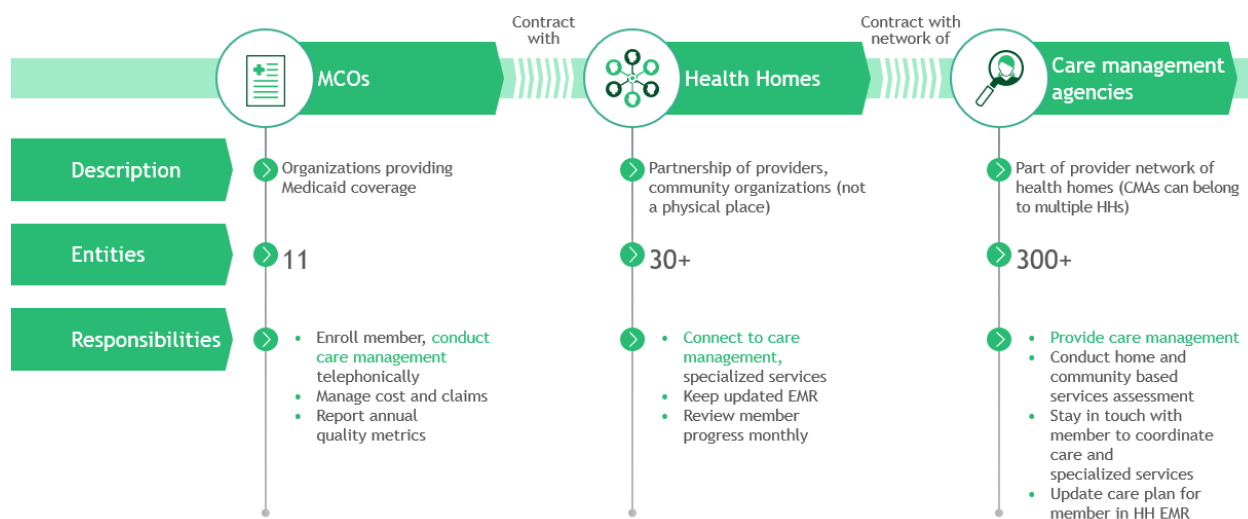 Contract
with
Contract with
network of
MCOs
Health Homes
Care management
agencies
Description
Organizations providing
Medicaid coverage
Partnership of providers,
community organizations (not
a physical place)
Part of provider network of
health homes (CMAs can belong
to multiple HHs)
Entities
11
30+
300+
Responsibilities
• Enroll member, conduct
care management
telephonically
• Manage cost and claims
• Report annual
quality metrics
• Connect to care
management,
specialized services
• Keep updated EMR
• Review member
progress monthly
• Provide care management
• Conduct home and
community based
services assessment
• Stay in touch with
member to coordinate
care and
specialized services
• Update care plan for
member in HH EMR